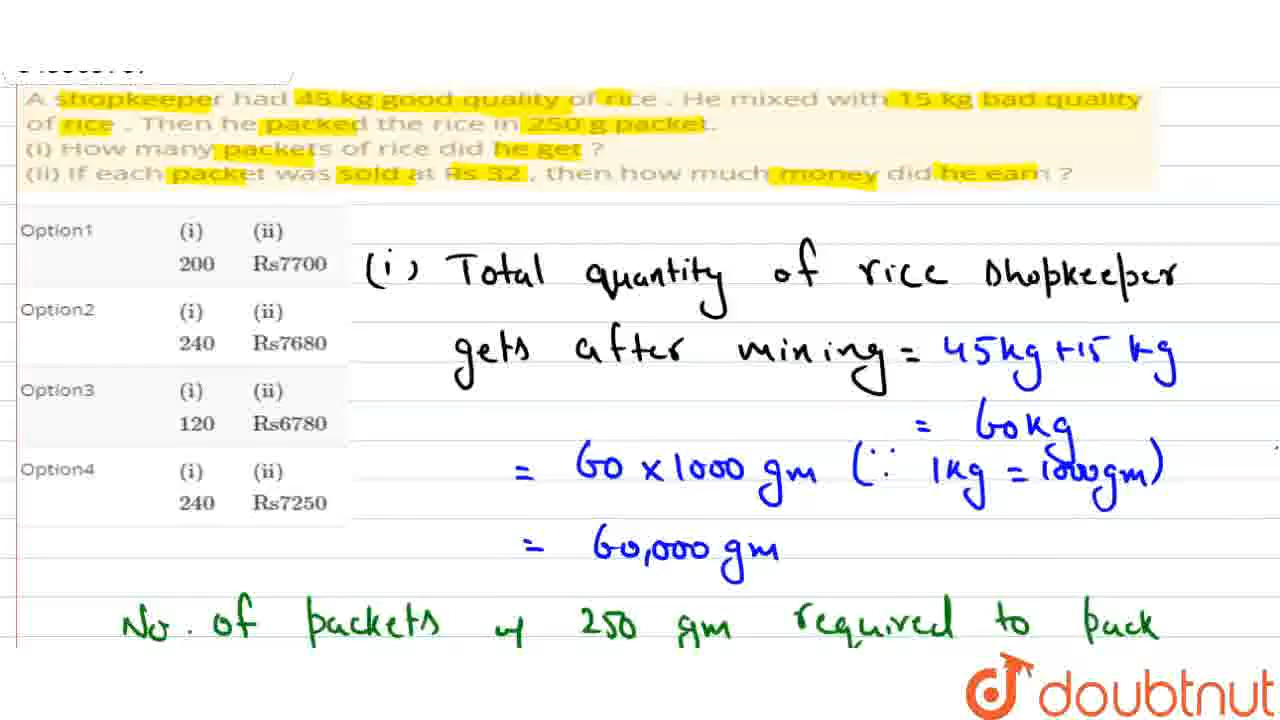 A shopkeeper had 45 kg good quality of rice . He mixed with 15 kg bad quality
of rice . Then he packed the rice in 250 g packet.
(i) How many packets of rice did he get ?
(ii) If each packet was sold at Rs 32 , then how much money did he earn ?
Option1 (i) (ii)
200 Rs7700
Option2 (i) (ii)
240 Rs7680
Option3 (i) (ii)
120 Rs6780
Option4 (i) (ii)
240 Rs7250
(i) Total quantity of rice shopkeeper
gets after mining = 45kg+15 kg
= 60kg
= 60 x 1000 gm (∵ 1kg = 1000gm)
= 60,000 gm
No. of packets of 250 gm required to pack
doubtnut